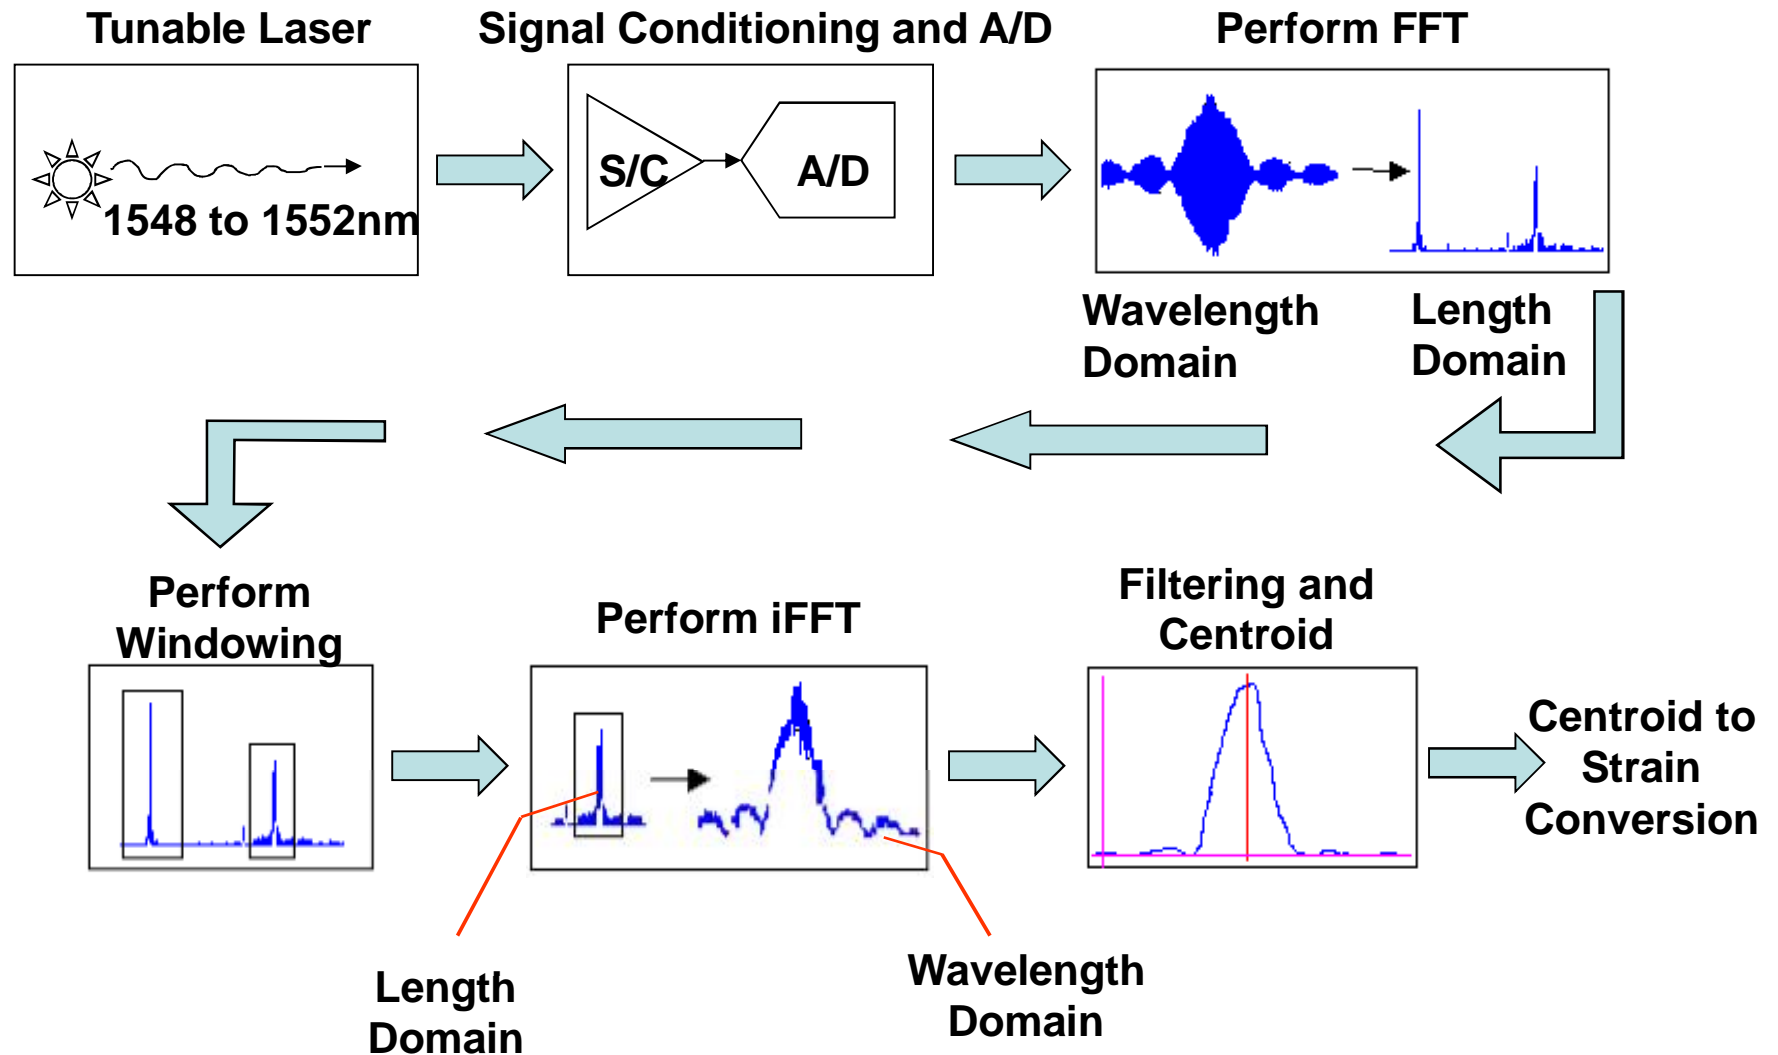 Tunable Laser
Signal Conditioning and A/D
Perform FFT
1548 to 1552nm
S/C
A/D
Wavelength
Domain
Length
Domain
Perform
Windowing
Perform iFFT
Filtering and
Centroid
Centroid to
Strain
Conversion
Length
Domain
Wavelength
Domain